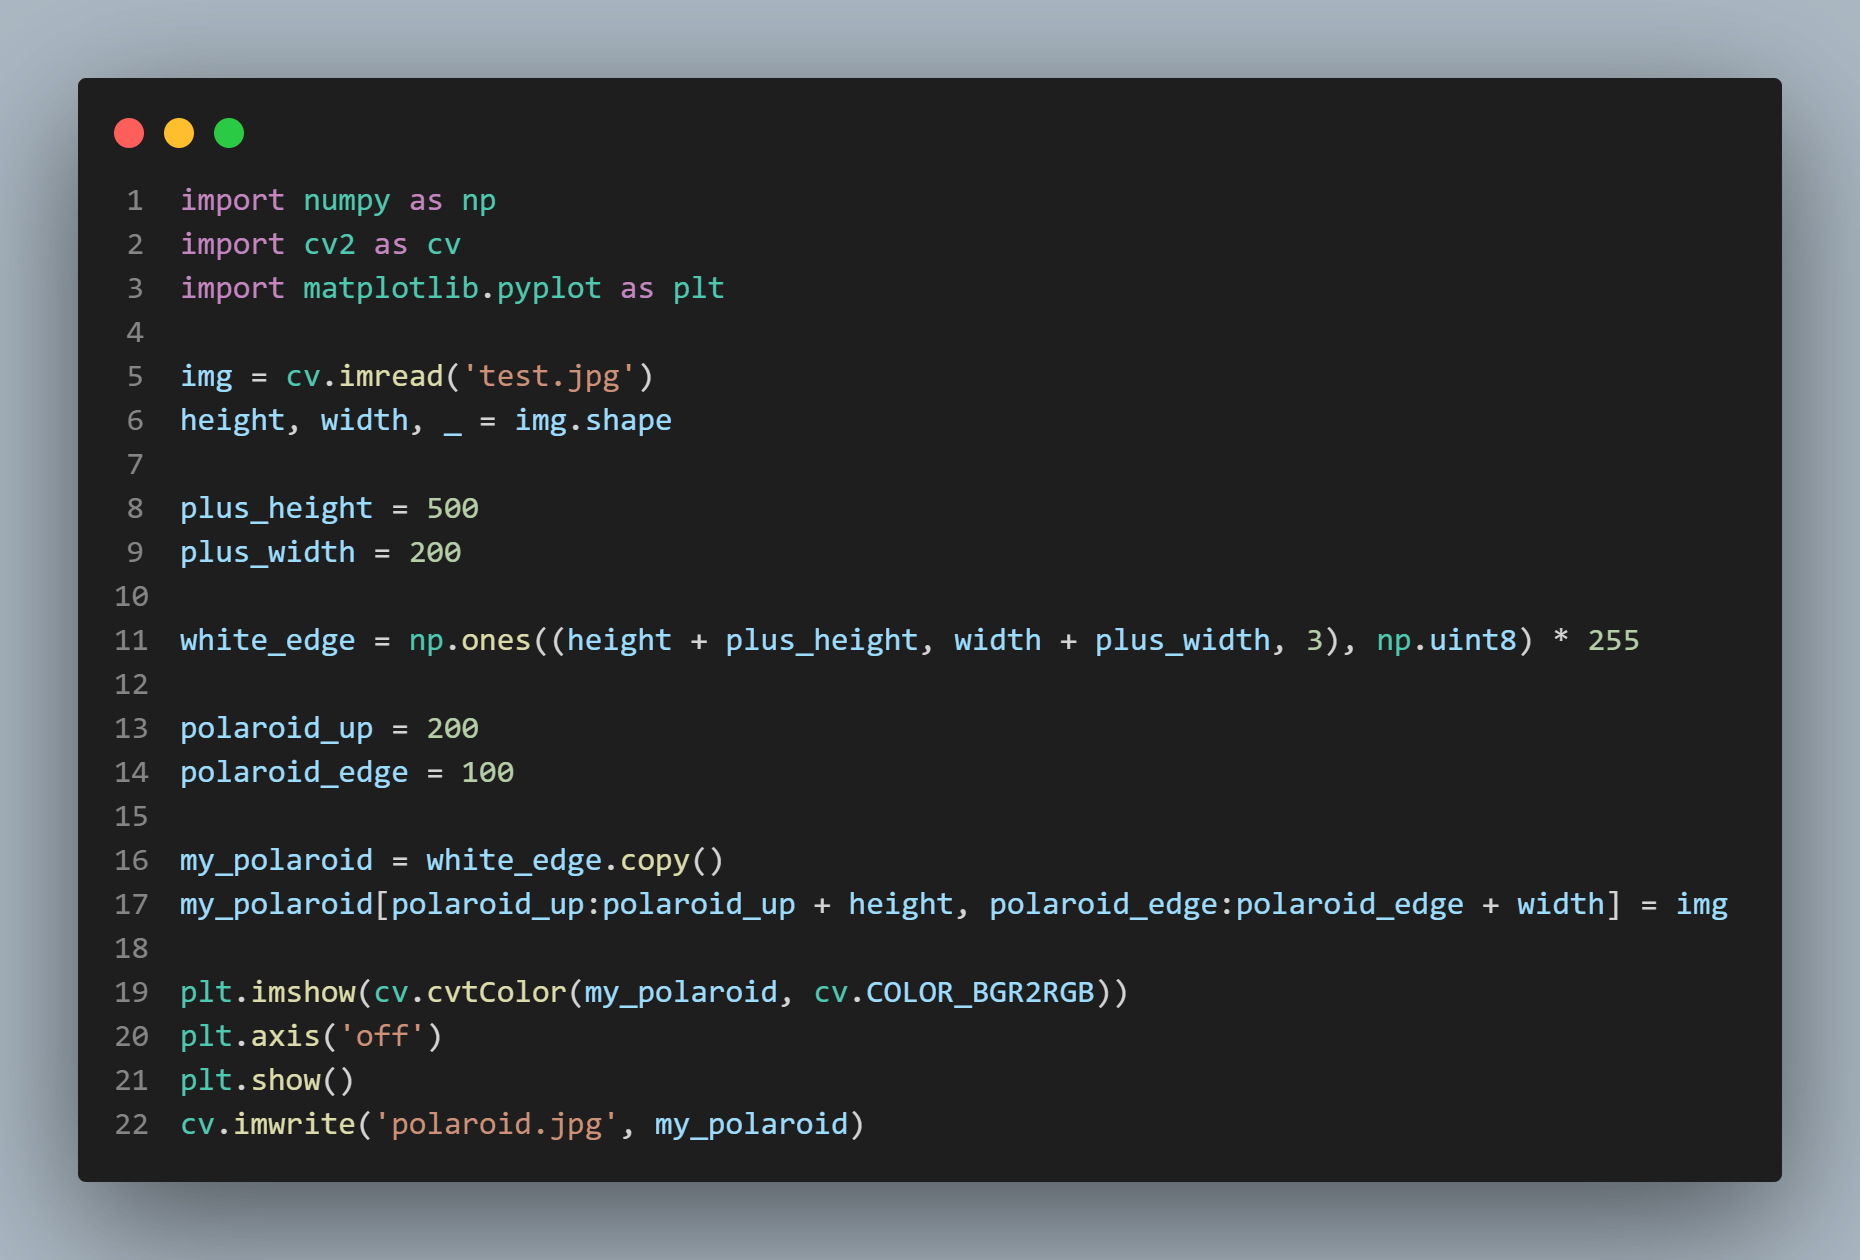 1 import numpy as np
2 import cv2 as cv
3 import matplotlib.pyplot as plt
4
5 img = cv.imread('test.jpg')
6 height, width, _ = img.shape
7
8 plus_height = 500
9 plus_width = 200
10
11 white_edge = np.ones((height + plus_height, width + plus_width, 3), np.uint8) * 255
12
13 polaroid_up = 200
14 polaroid_edge = 100
15
16 my_polaroid = white_edge.copy()
17 my_polaroid[polaroid_up:polaroid_up + height, polaroid_edge:polaroid_edge + width] = img
18
19 plt.imshow(cv.cvtColor(my_polaroid, cv.COLOR_BGR2RGB))
20 plt.axis('off')
21 plt.show()
22 cv.imwrite('polaroid.jpg', my_polaroid)